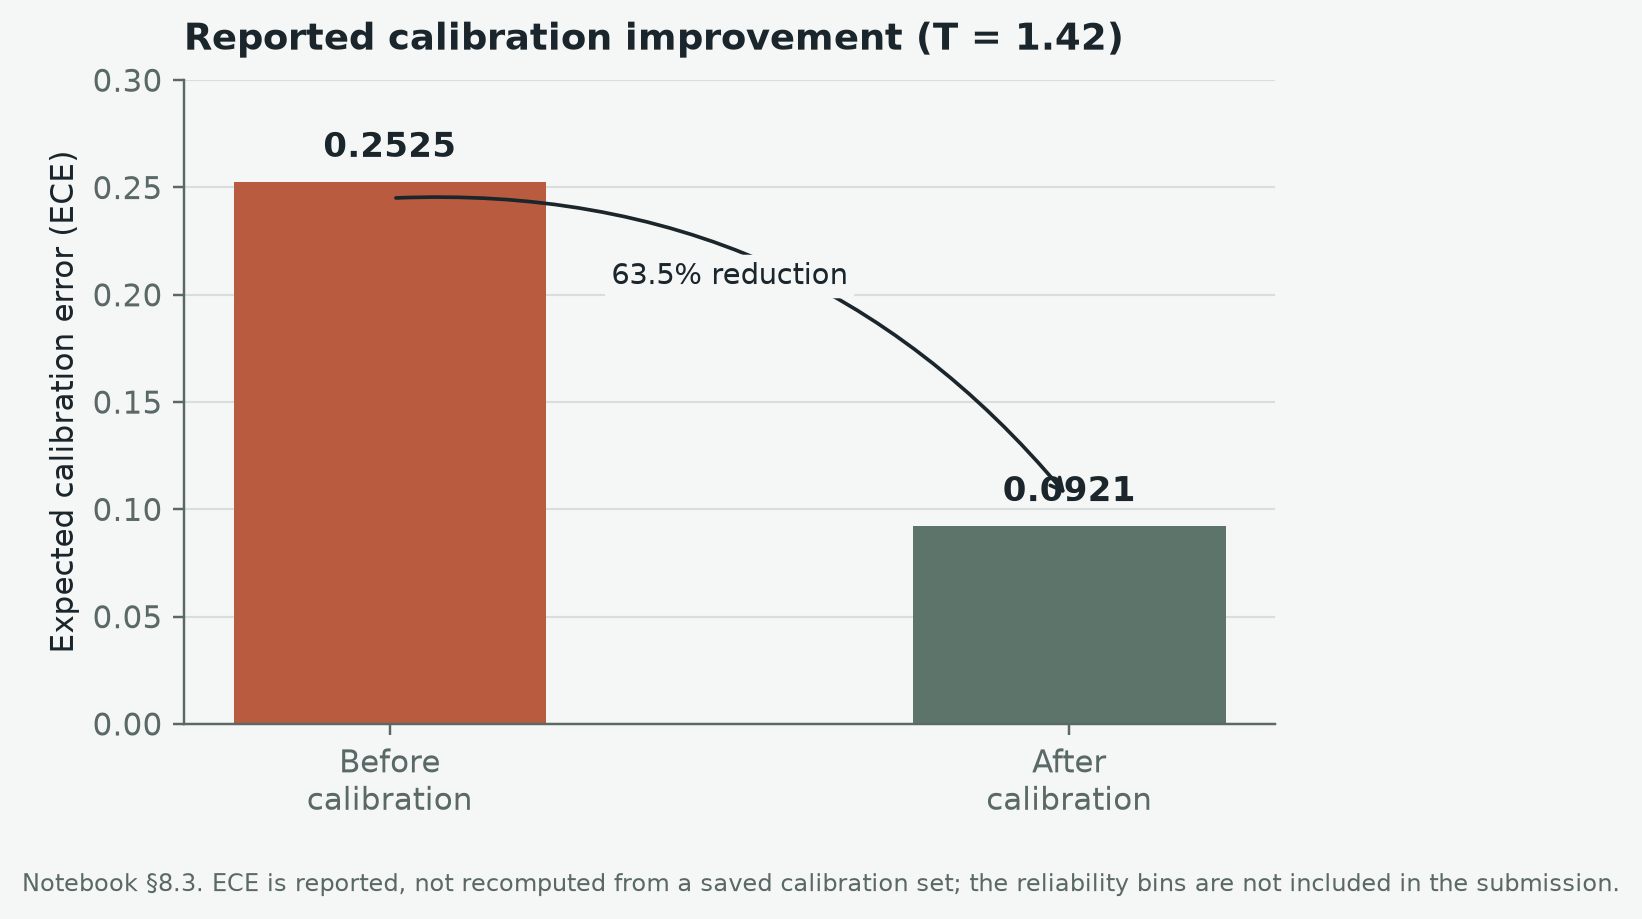 Reported calibration improvement (T = 1.42)
Expected calibration error (ECE)
0.30
0.25
0.20
0.15
0.10
0.05
0.00
0.2525
63.5% reduction
0.0921
Before
calibration
After
calibration
Notebook §8.3. ECE is reported, not recomputed from a saved calibration set; the reliability bins are not included in the submission.